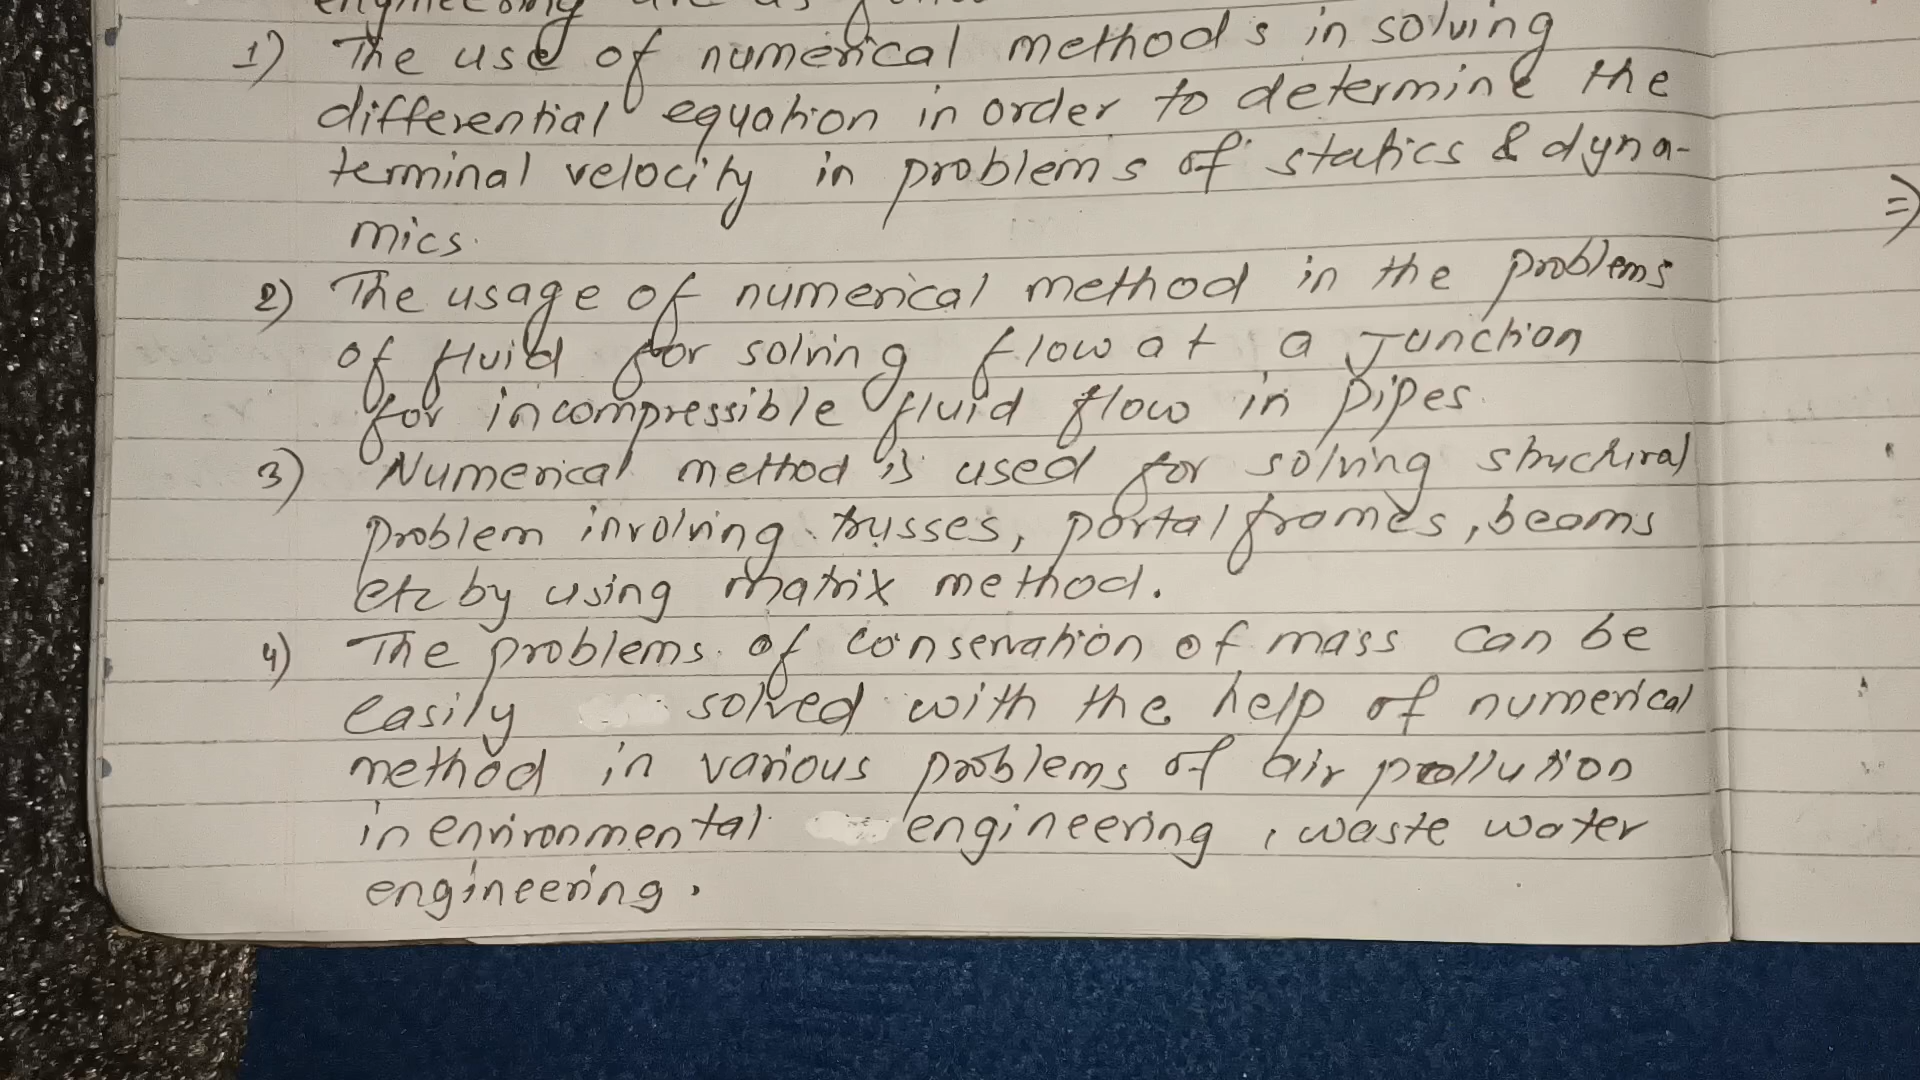 engineering are as follo
1) The use of numerical methods in solving
differential equation in order to determine the
terminal velocity in problems of statics & dyna-
mics.
2) The usage of numerical method in the problems
of fluid for solving flow at a Junction
for incompressible fluid flow in pipes.
3) Numerical method is used for solving structural
problem involving trusses, portal frames, beams
etc by using matrix method.
4) The problems of conservation of mass can be
easily solved with the help of numerical
method in various problems of air pollution
in environmental engineering, waste water
engineering.
=>